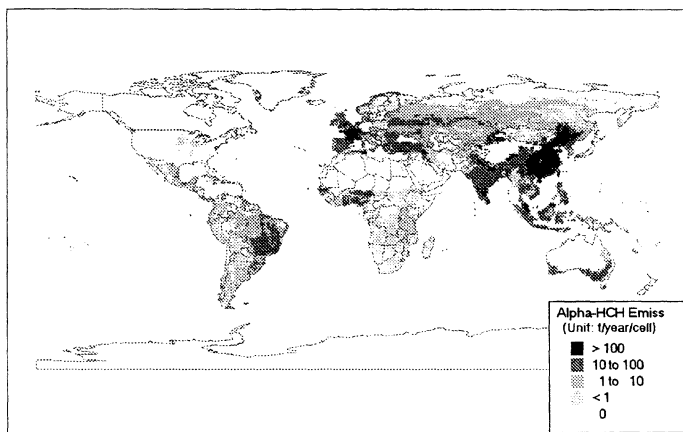 Alpha-HCH Emiss
(Unit: t/year/cell)
> 100
10 to 100
1 to 10
< 1
0